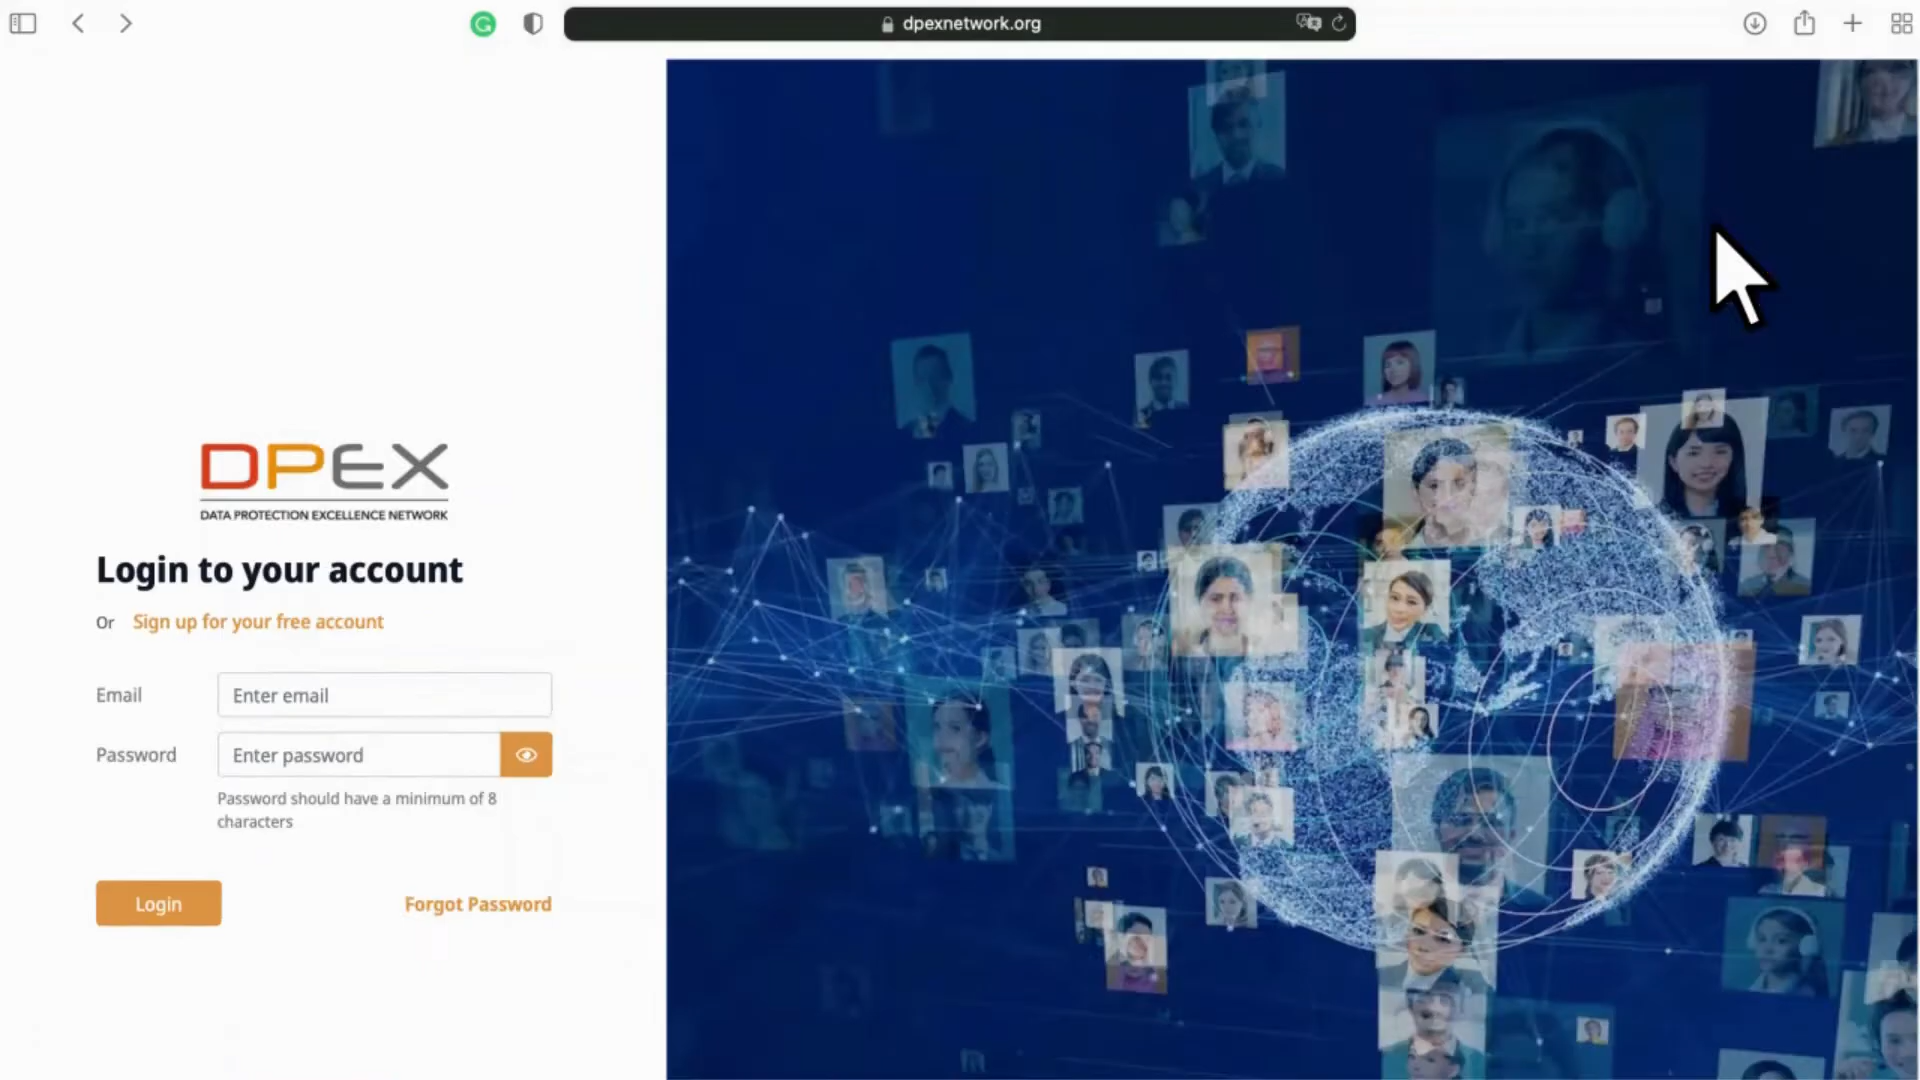 dpexnetwork.org
DPEX
DATA PROTECTION EXCELLENCE NETWORK
Login to your account
Or Sign up for your free account
Email
Enter email
Password
Enter password
Password should have a minimum of 8
characters
Login
Forgot Password